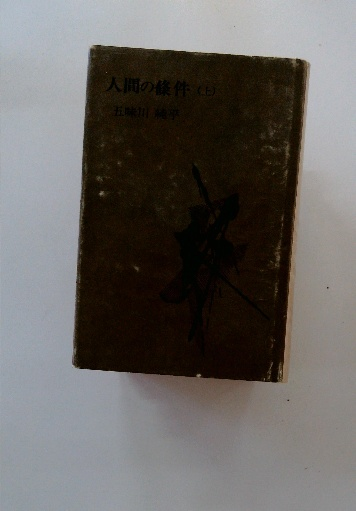 人間の條件 (上)
五味川 純平